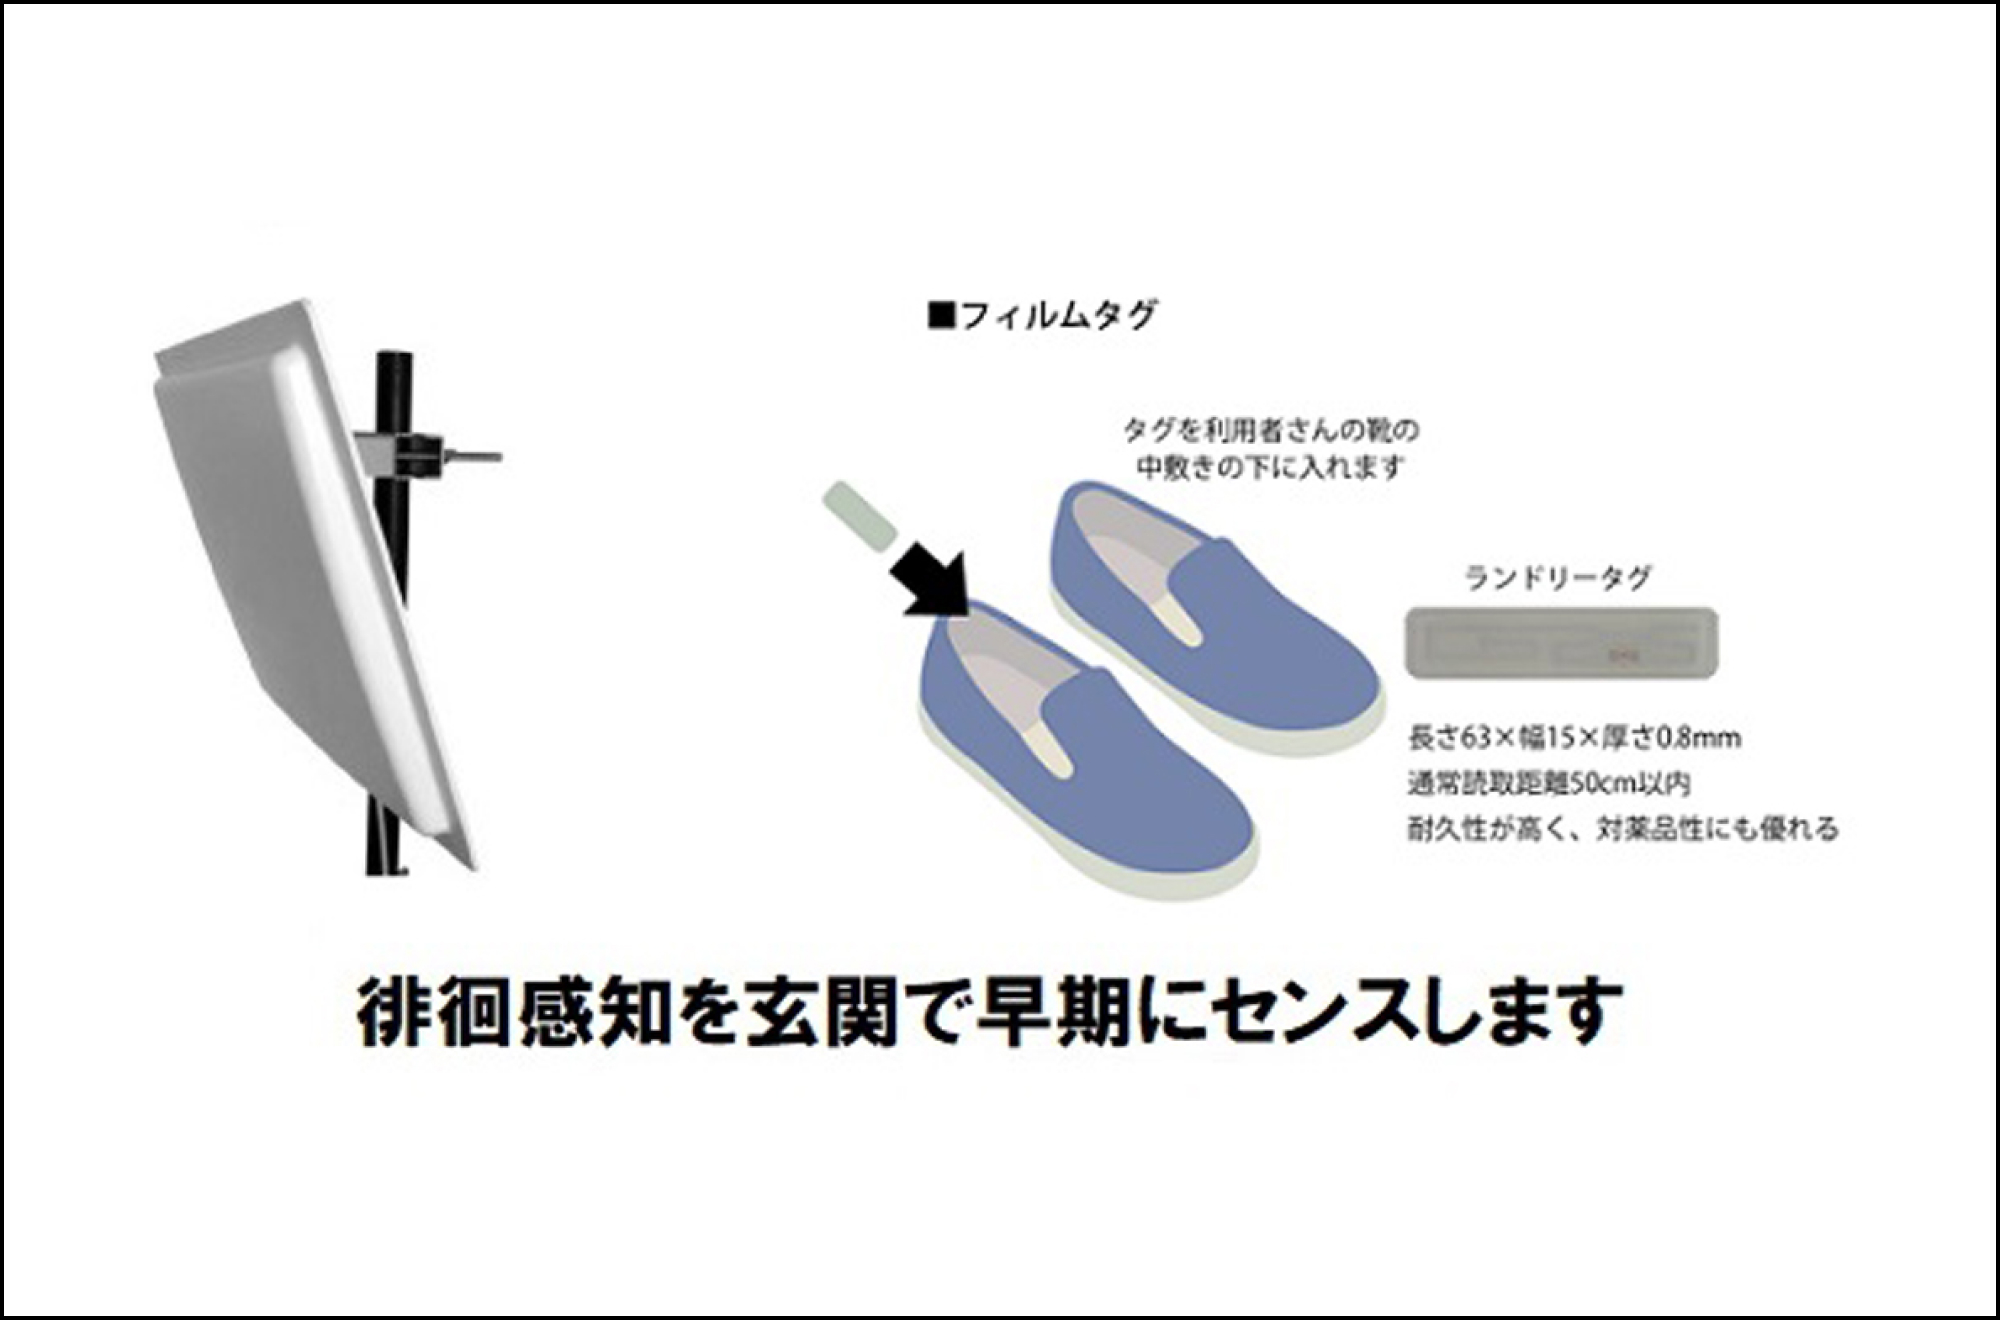 ■フィルムタグ
タグを利用者さんの靴の
中敷きの下に入れます
ランドリータグ
長さ63×幅15×厚さ0.8mm
通常読取距離50cm以内
耐久性が高く、対薬品性にも優れる
徘徊感知を玄関で早期にセンスします